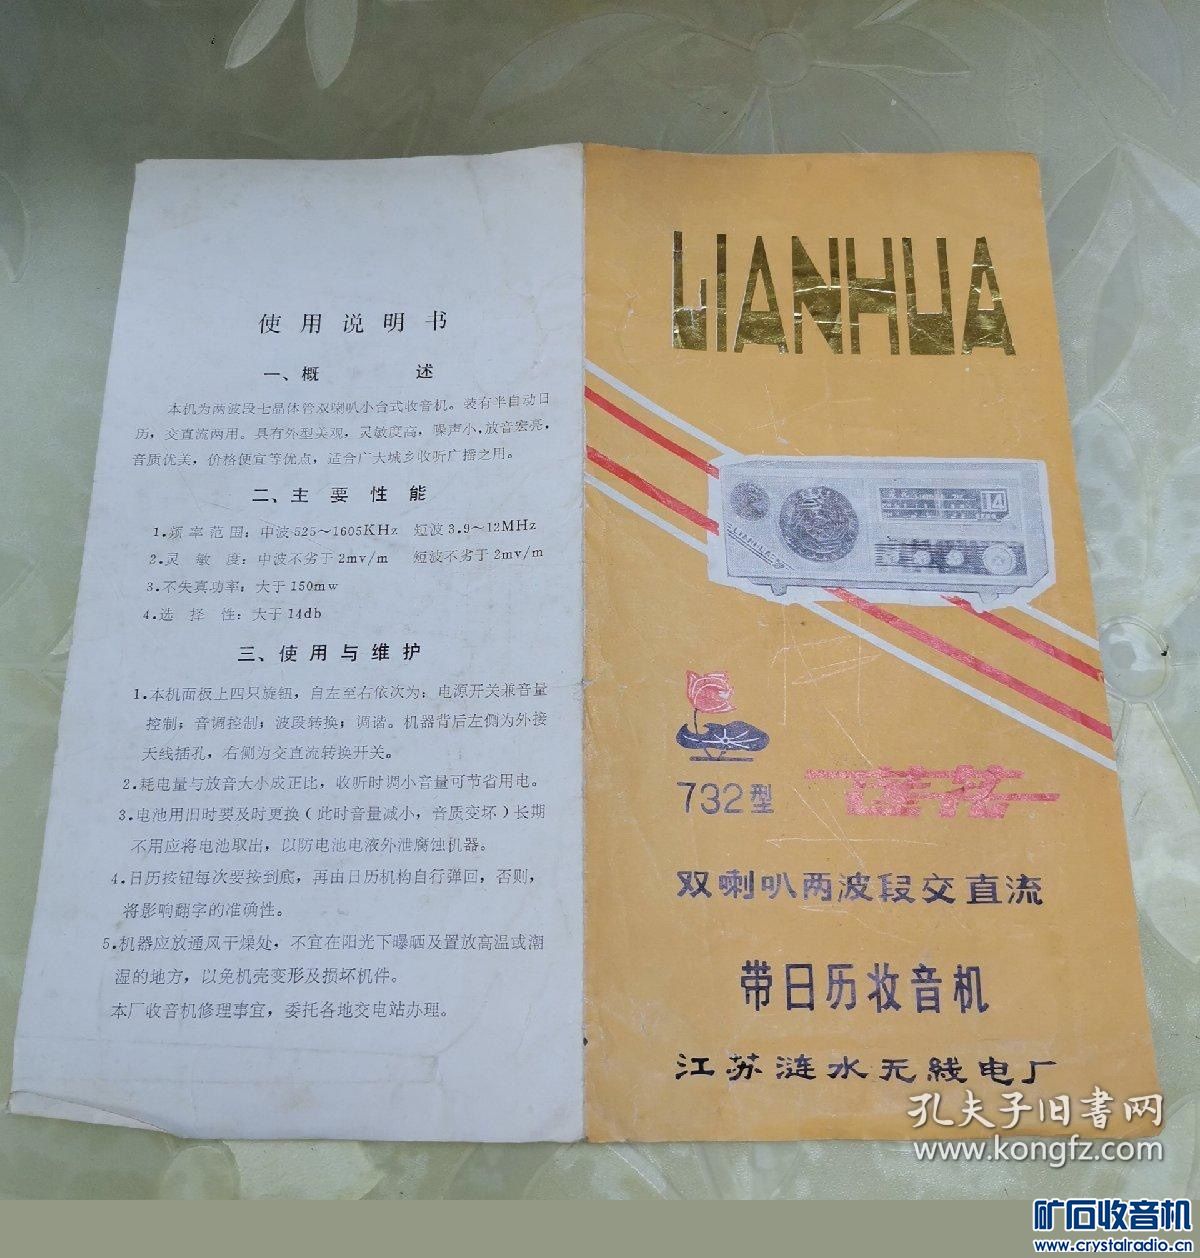 使用说明书
一、概 述
本机为两波段七晶体管双喇叭小台式收音机。装有半自动日
历，交直流两用。具有外型美观，灵敏度高，噪声小，放音宏亮，
音质优美，价格便宜等优点，适合广大城乡收听广播之用。
二、主要性能
1.频率范围：中波525～1605KHz 短波3.9～12MHz
2.灵敏度：中波不劣于2mv/m 短波不劣于2mv/m
3.不失真功率：大于150mw
4.选择性：大于14db
三、使用与维护
1.本机面板上四只旋钮，自左至右依次为：电源开关兼音量
控制；音调控制；波段转换；调谐。机器背后左侧为外接
天线插孔，右侧为交直流转换开关。
2.耗电量与放音大小成正比，收听时调小音量可节省用电。
3.电池用旧时要及时更换（此时音量减小，音质变坏）长期
不用应将电池取出，以防电池电液外泄腐蚀机器。
4.日历按钮每次要按到底，再由日历机构自行弹回，否则，
将影响翻字的准确性。
5.机器应放通风干燥处，不宜在阳光下曝晒及置放高温或潮
湿的地方，以免机壳变形及损坏机件。
本厂收音机修理事宜，委托各地交电站办理。
LIANHUA
14
732型 莲花
双喇叭两波段交直流
带日历收音机
江苏涟水无线电厂
孔夫子旧书网
www.kongfz.com
矿石收音机
www.crystalradio.cn